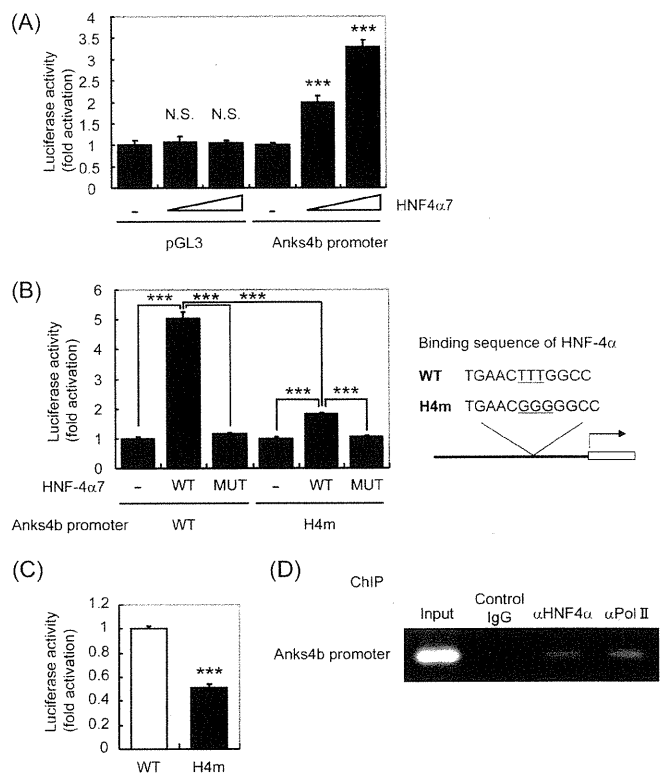 (A)
Luciferase activity
(fold activation)
4
3.5
3
2.5
2
1.5
1
0.5
0
N.S.
N.S.
***
***
-
-
HNF4α7
pGL3
Anks4b promoter
(B)
Luciferase activity
(fold activation)
6
5
4
3
2
1
0
*** *** ***
*** ***
HNF-4α7
- WT MUT - WT MUT
Anks4b promoter
WT
H4m
Binding sequence of HNF-4α
WT TGAACTTTGGCC
H4m TGAACGGGGGCC
(C)
Luciferase activity
(fold activation)
1.2
1
0.8
0.6
0.4
0.2
0
***
WT
H4m
(D)
ChIP
Input
Control
IgG
αHNF4α
αPol II
Anks4b promoter